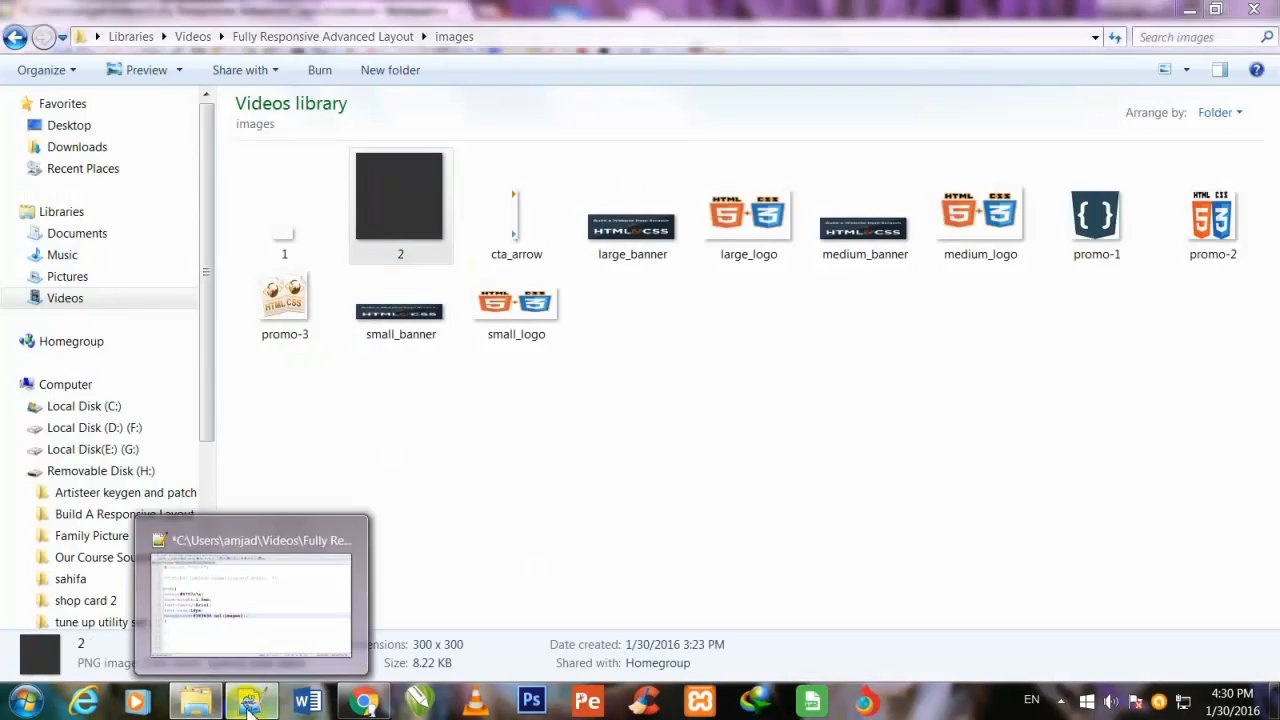 Libraries Videos Fully Responsive Advanced Layout images
Search images
Organize Preview Share with Burn New folder
Favorites
Desktop
Downloads
Recent Places
Libraries
Documents
Music
Pictures
Videos
Homegroup
Computer
Local Disk (C:)
Local Disk (D:) (F:)
Local Disk(E:) (G:)
Removable Disk (H:)
Artisteer keygen and patch
Build A Responsive Layout
Family Picture
Our Course Sou
sahifa
shop card 2
tune up utility se
Videos library
images
Arrange by: Folder
1 2 cta_arrow large_banner large_logo medium_banner medium_logo promo-1 promo-2
promo-3 small_banner small_logo
*C:\Users\amjad\Videos\Fully Re...
2
PNG imag
ensions: 300 x 300
Size: 8.22 KB
Date created: 1/30/2016 3:23 PM
Shared with: Homegroup
EN
4:30 PM
1/30/2016